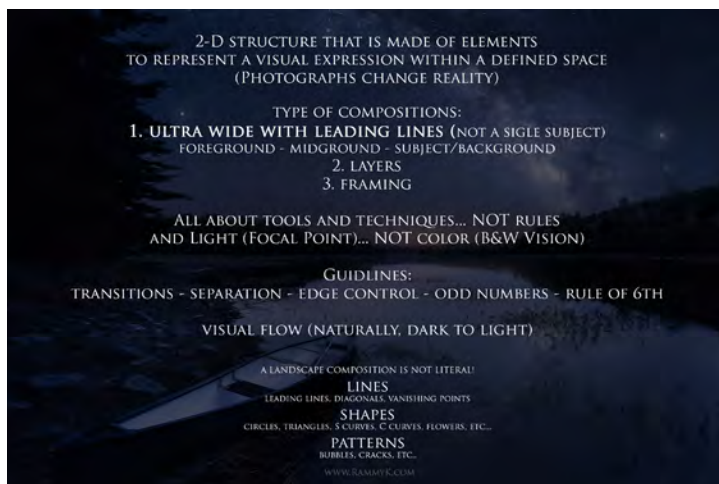 2-D STRUCTURE THAT IS MADE OF ELEMENTS
TO REPRESENT A VISUAL EXPRESSION WITHIN A DEFINED SPACE
(PHOTOGRAPHS CHANGE REALITY)
TYPE OF COMPOSITIONS:
1. ULTRA WIDE WITH LEADING LINES (NOT A SIGLE SUBJECT)
FOREGROUND - MIDGROUND - SUBJECT/BACKGROUND
2. LAYERS
3. FRAMING
ALL ABOUT TOOLS AND TECHNIQUES... NOT RULES
AND LIGHT (FOCAL POINT)... NOT COLOR (B&W VISION)
GUIDLINES:
TRANSITIONS - SEPARATION - EDGE CONTROL - ODD NUMBERS - RULE OF 6TH
VISUAL FLOW (NATURALLY, DARK TO LIGHT)
A LANDSCAPE COMPOSITION IS NOT LITERAL!
LINES
LEADING LINES, DIAGONALS, VANISHING POINTS
SHAPES
CIRCLES, TRIANGLES, S CURVES, C CURVES, FLOWERS, ETC...
PATTERNS
BUBBLES, CRACKS, ETC...
WWW.RAMMYK.COM